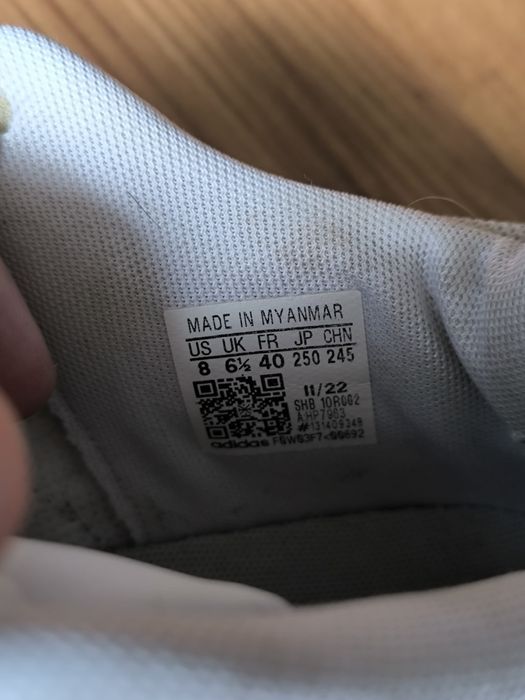 MADE IN MYANMAR
US UK FR JP CHN
8 6½ 40 250 245
11/22
SHB 10R002
#131409348
adidas